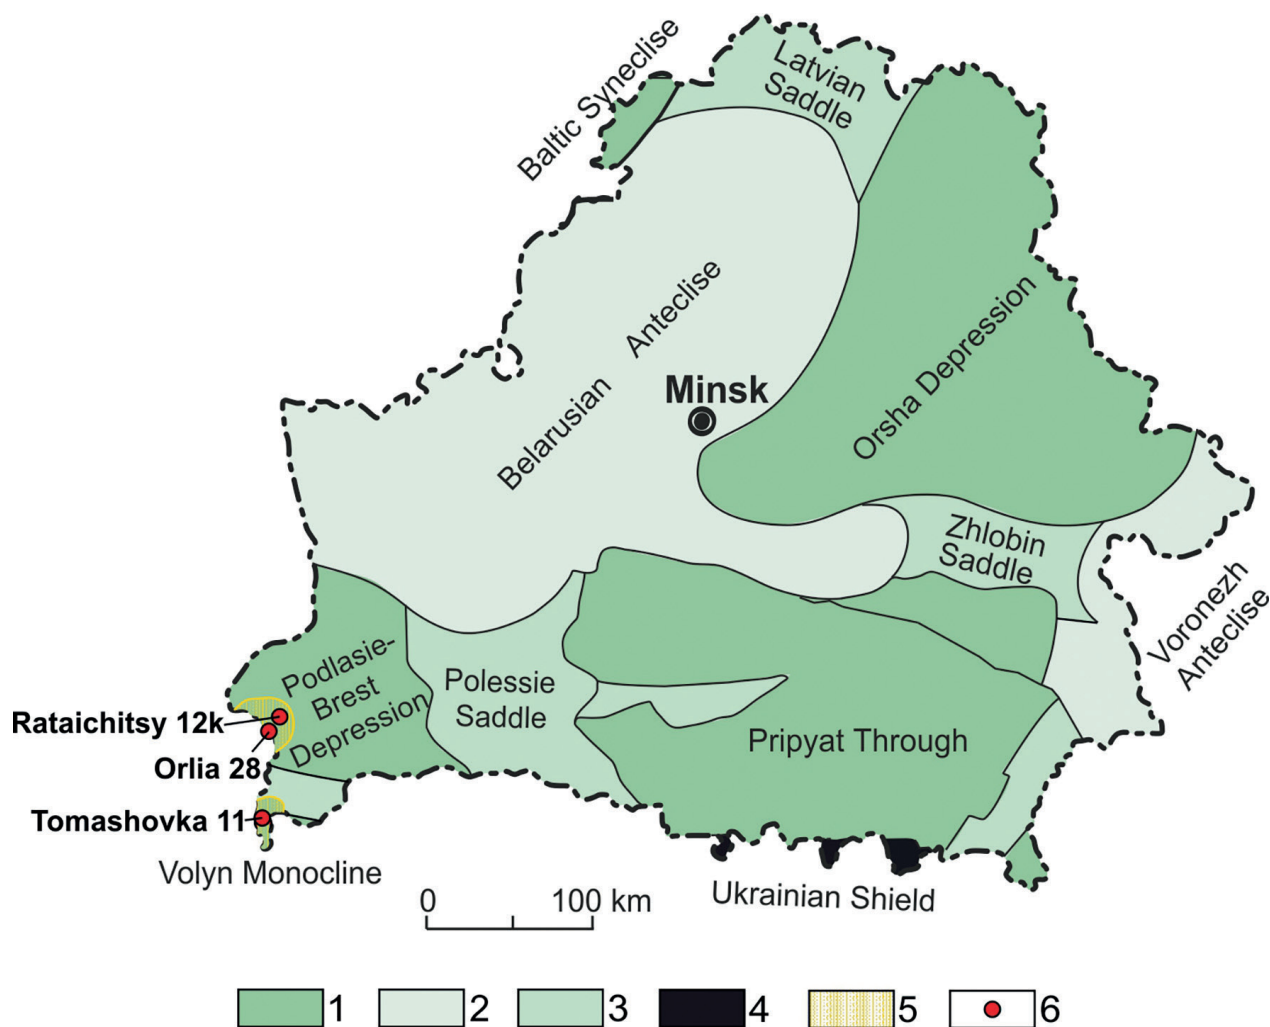 Baltic Syneclise
Latvian
Saddle
Belarusian Anteclise
Minsk
Orsha Depression
Zhlobin
Saddle
Voronezh
Anteclise
Podlasie-
Brest
Depression
Polessie
Saddle
Pripyat Through
Rataichitsy 12k
Orlia 28
Tomashovka 11
Volyn Monocline
Ukrainian Shield
0 100 km
1 2 3 4 5 6